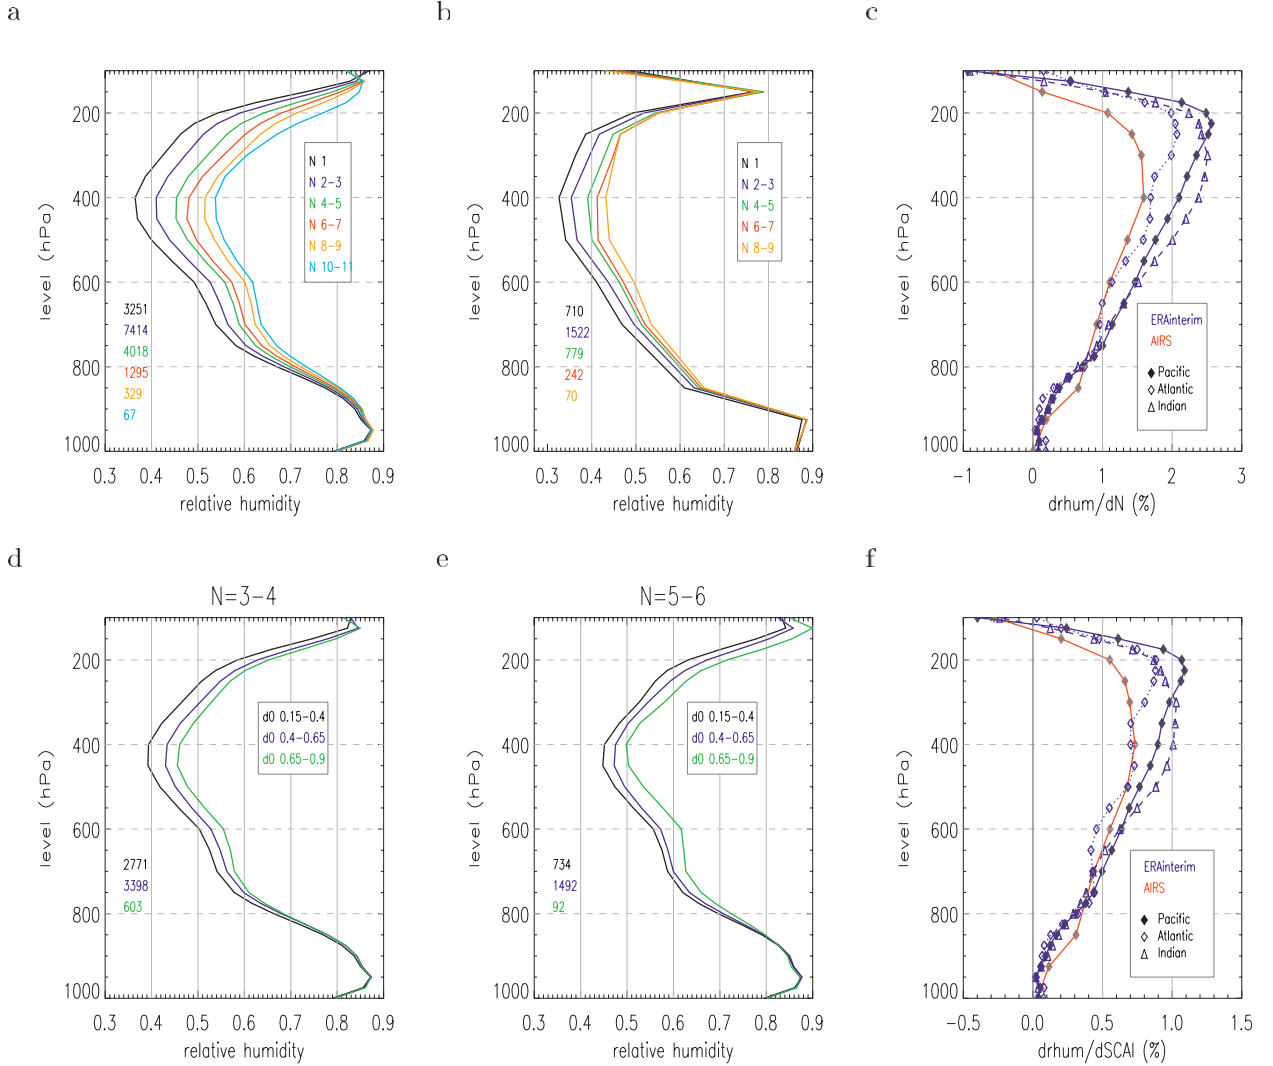 a
200
400
600
800
1000
level (hPa)
0.3 0.4 0.5 0.6 0.7 0.8 0.9
relative humidity
N 1
N 2-3
N 4-5
N 6-7
N 8-9
N 10-11
3251
7414
4018
1295
329
67
b
200
400
600
800
1000
level (hPa)
0.3 0.4 0.5 0.6 0.7 0.8 0.9
relative humidity
N 1
N 2-3
N 4-5
N 6-7
N 8-9
710
1522
779
242
70
c
200
400
600
800
1000
level (hPa)
-1 0 1 2 3
drhum/dN (%)
ERAinterim
AIRS
Pacific
Atlantic
Indian
d
N=3-4
200
400
600
800
1000
level (hPa)
0.3 0.4 0.5 0.6 0.7 0.8 0.9
relative humidity
d0 0.15-0.4
d0 0.4-0.65
d0 0.65-0.9
2771
3398
603
e
N=5-6
200
400
600
800
1000
level (hPa)
0.3 0.4 0.5 0.6 0.7 0.8 0.9
relative humidity
d0 0.15-0.4
d0 0.4-0.65
d0 0.65-0.9
734
1492
92
f
200
400
600
800
1000
level (hPa)
-0.5 0.0 0.5 1.0 1.5
drhum/dSCAI (%)
ERAinterim
AIRS
Pacific
Atlantic
Indian